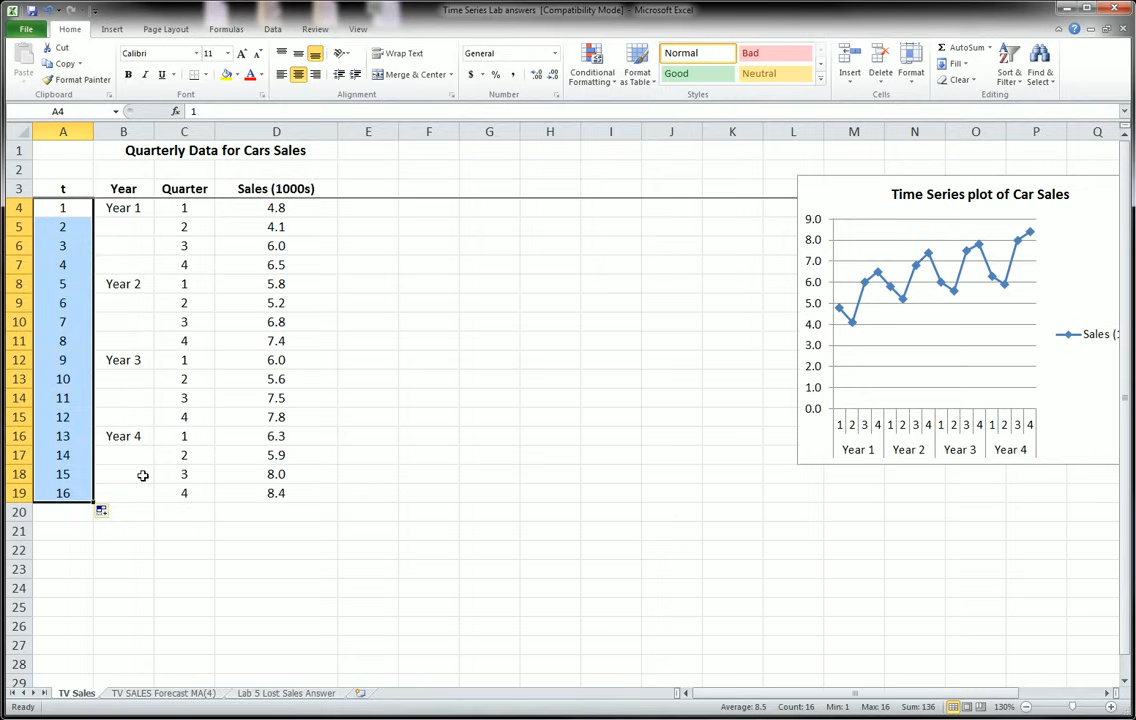 Time Series Lab answers [Compatibility Mode] - Microsoft Excel
File Home Insert Page Layout Formulas Data Review View
Paste
Cut
Copy
Format Painter
Clipboard
Calibri 11
Font
Wrap Text
Merge & Center
Alignment
General
$ % ,
Number
Conditional Formatting
Format as Table
Normal Bad
Good Neutral
Styles
Insert Delete Format
Cells
AutoSum
Fill
Clear
Sort & Filter
Find & Select
Editing
A4 fx 1
A B C D E F G H I J K L M N O P Q
1 Quarterly Data for Cars Sales
2
3 t Year Quarter Sales (1000s)
4 1 Year 1 1 4.8
5 2 2 4.1
6 3 3 6.0
7 4 4 6.5
8 5 Year 2 1 5.8
9 6 2 5.2
10 7 3 6.8
11 8 4 7.4
12 9 Year 3 1 6.0
13 10 2 5.6
14 11 3 7.5
15 12 4 7.8
16 13 Year 4 1 6.3
17 14 2 5.9
18 15 3 8.0
19 16 4 8.4
20
21
22
23
24
25
26
27
28
29
Time Series plot of Car Sales
9.0
8.0
7.0
6.0
5.0
4.0
3.0
2.0
1.0
0.0
1 2 3 4 1 2 3 4 1 2 3 4 1 2 3 4
Year 1 Year 2 Year 3 Year 4
Sales (1
TV Sales TV SALES Forecast MA(4) Lab 5 Lost Sales Answer
Ready Average: 8.5 Count: 16 Min: 1 Max: 16 Sum: 136 130%